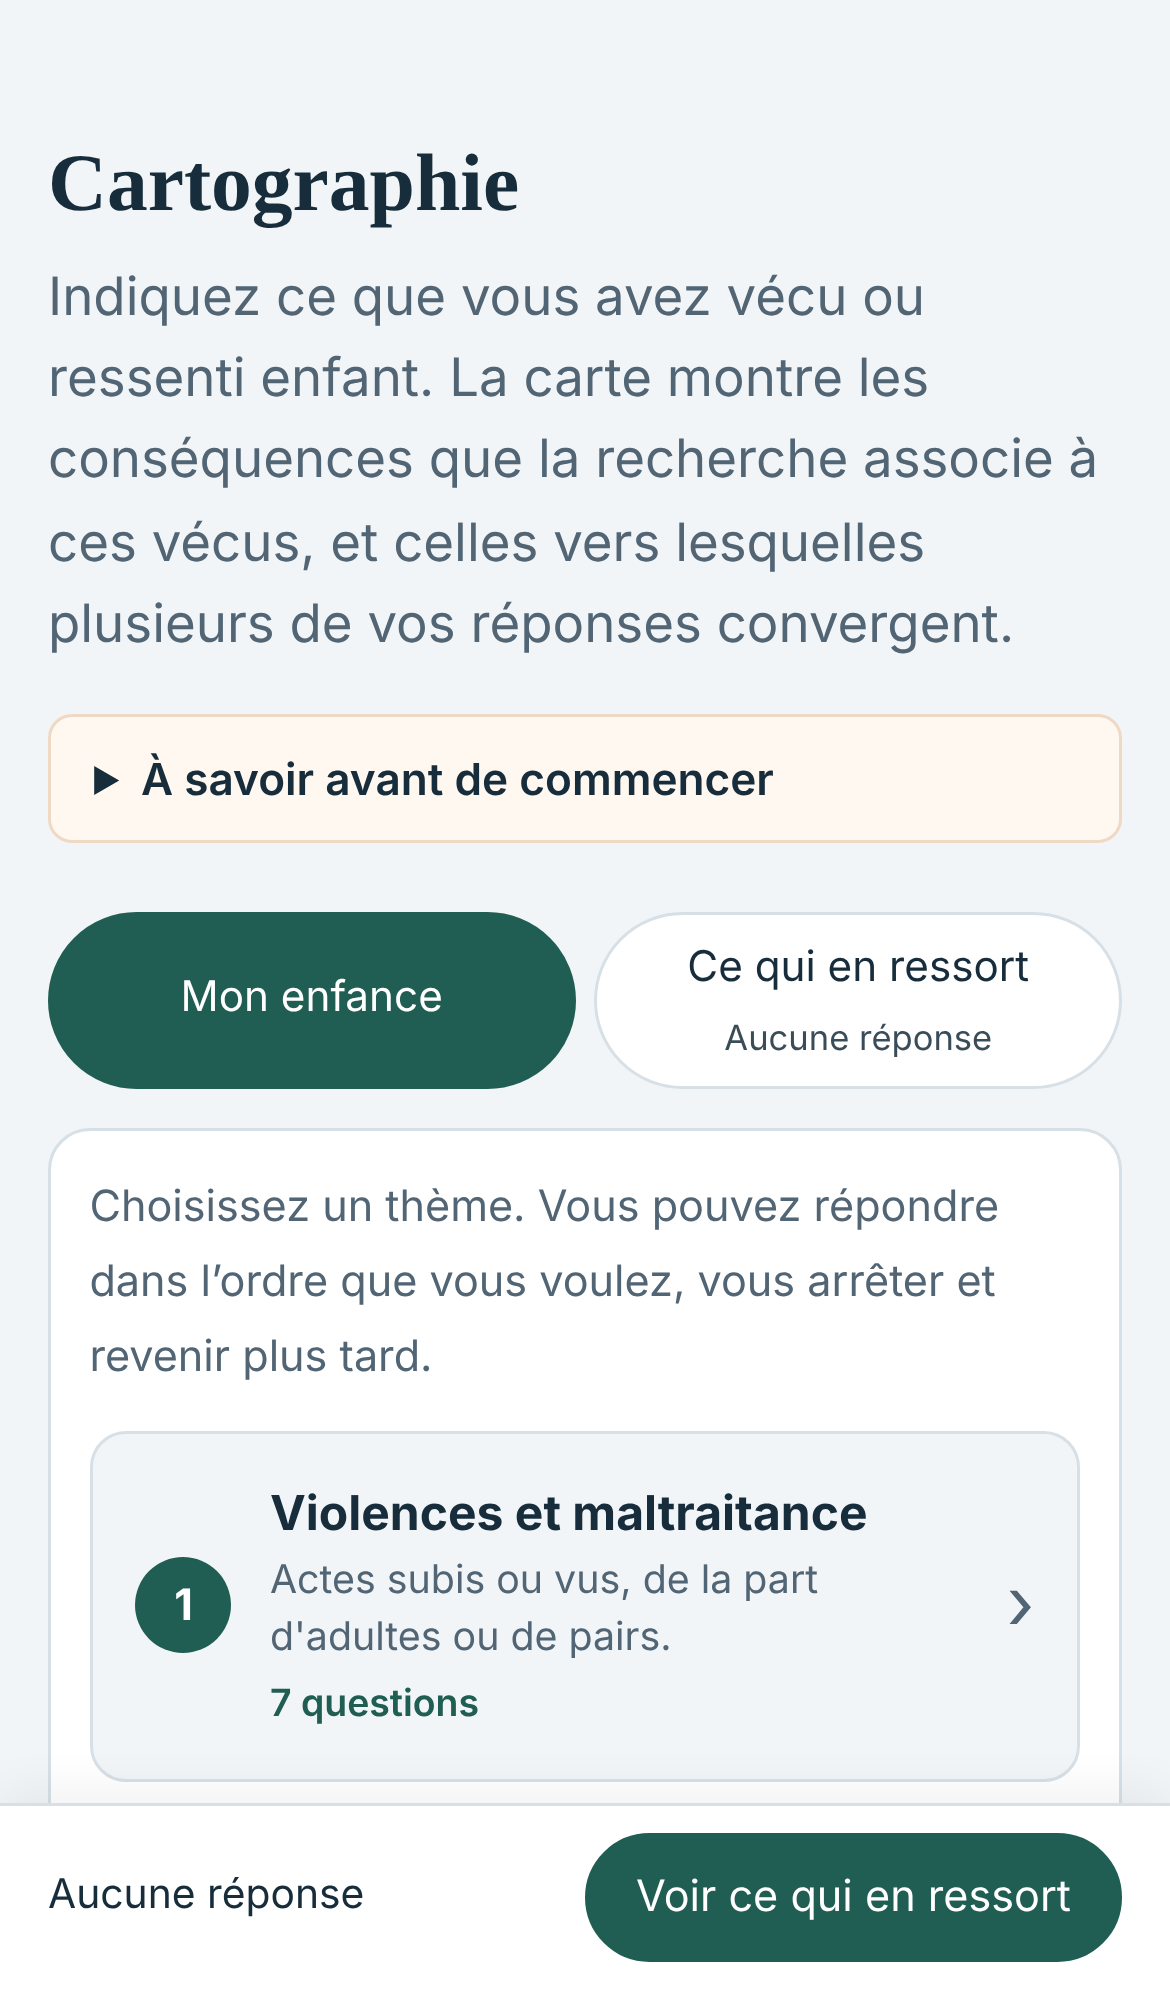 Cartographie
Indiquez ce que vous avez vécu ou
ressenti enfant. La carte montre les
conséquences que la recherche associe à
ces vécus, et celles vers lesquelles
plusieurs de vos réponses convergent.
À savoir avant de commencer
Mon enfance
Ce qui en ressort
Aucune réponse
Choisissez un thème. Vous pouvez répondre
dans l’ordre que vous voulez, vous arrêter et
revenir plus tard.
1
Violences et maltraitance
Actes subis ou vus, de la part
d'adultes ou de pairs.
7 questions
Aucune réponse
Voir ce qui en ressort